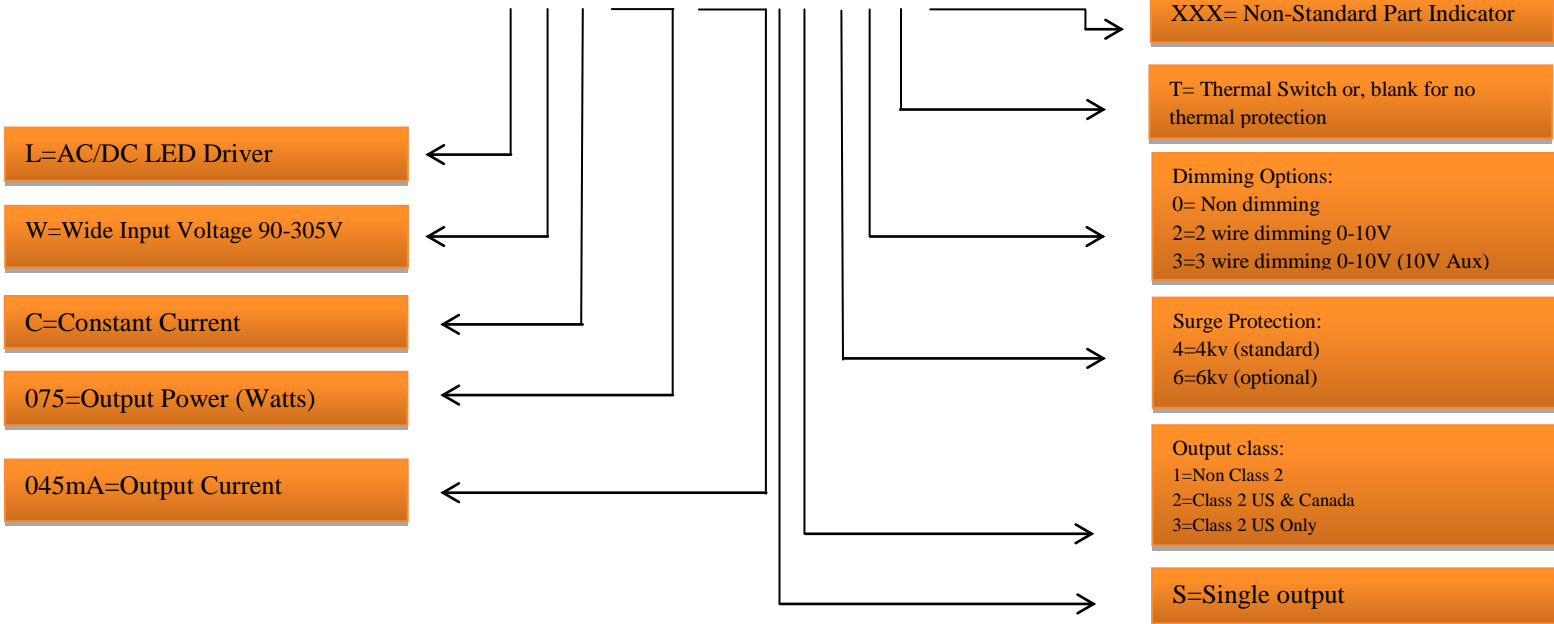 L=AC/DC LED Driver
W=Wide Input Voltage 90-305V
C=Constant Current
075=Output Power (Watts)
045mA=Output Current
XXX= Non-Standard Part Indicator
T= Thermal Switch or, blank for no
thermal protection
Dimming Options:
0= Non dimming
2=2 wire dimming 0-10V
3=3 wire dimming 0-10V (10V Aux)
Surge Protection:
4=4kv (standard)
6=6kv (optional)
Output class:
1=Non Class 2
2=Class 2 US & Canada
3=Class 2 US Only
S=Single output